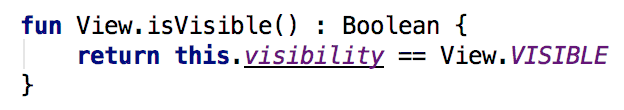 fun View.isVisible() : Boolean {
    return this.visibility == View.VISIBLE
}